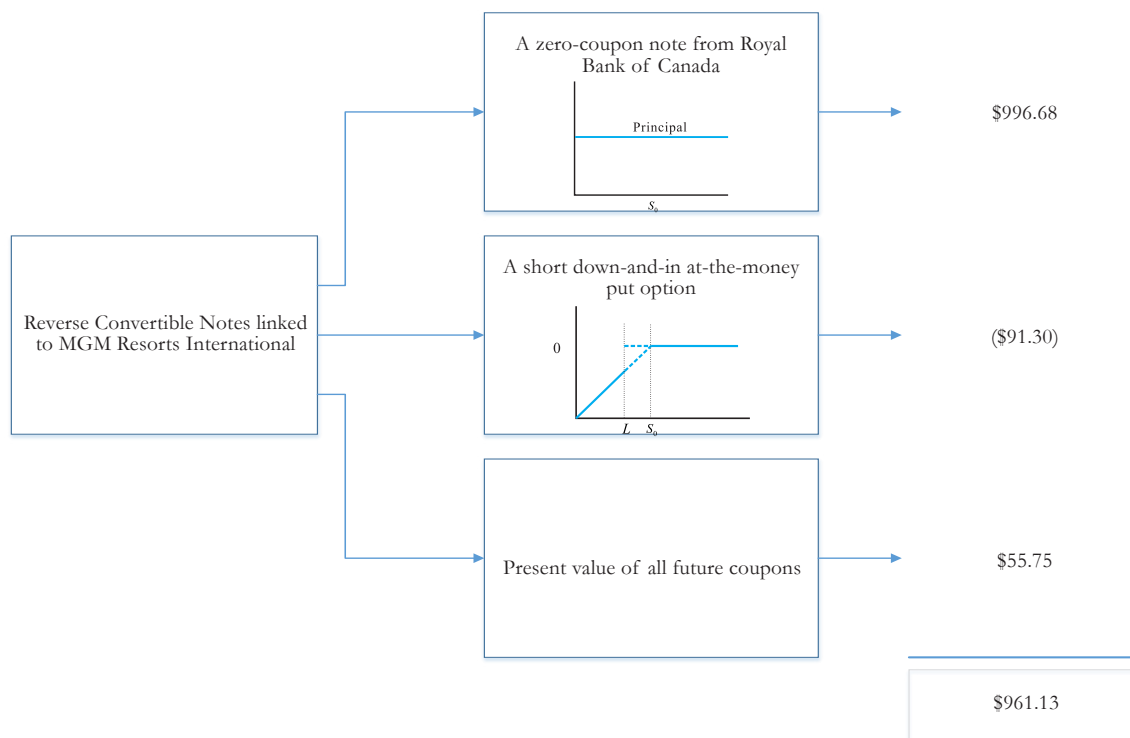 A zero-coupon note from Royal
Bank of Canada
Principal
S₀
$996.68
Reverse Convertible Notes linked
to MGM Resorts International
A short down-and-in at-the-money
put option
0
L S₀
($91.30)
Present value of all future coupons
$55.75
$961.13